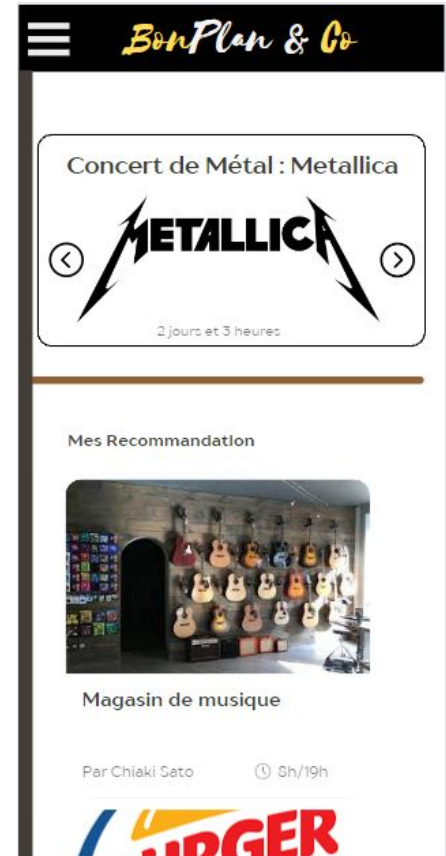 BonPlan & Co
Concert de Métal : Metallica
METALLICA
2 jours et 3 heures
Mes Recommandation
Magasin de musique
Par Chiaki Sato
8h/19h
URGER